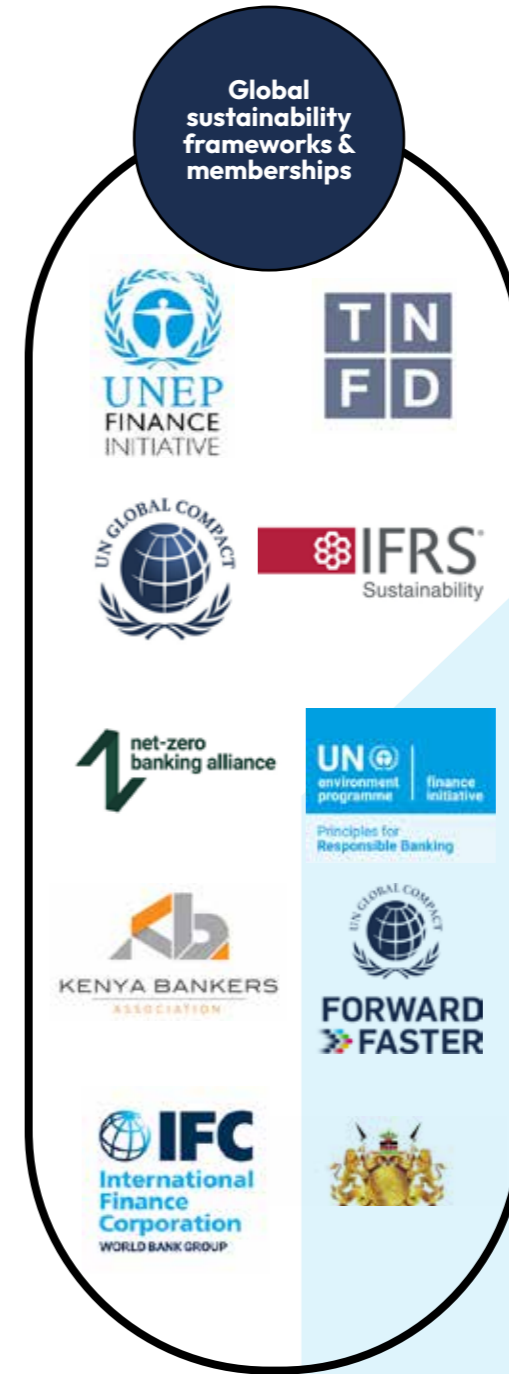 Global
sustainability
frameworks &
memberships
UNEP
FINANCE
INITIATIVE
T N
F D
UN GLOBAL COMPACT
IFRS®
Sustainability
net-zero
banking alliance
UN
environment
programme
finance
initiative
Principles for
Responsible Banking
KENYA BANKERS
ASSOCIATION
UN GLOBAL COMPACT
FORWARD
FASTER
IFC
International
Finance
Corporation
WORLD BANK GROUP